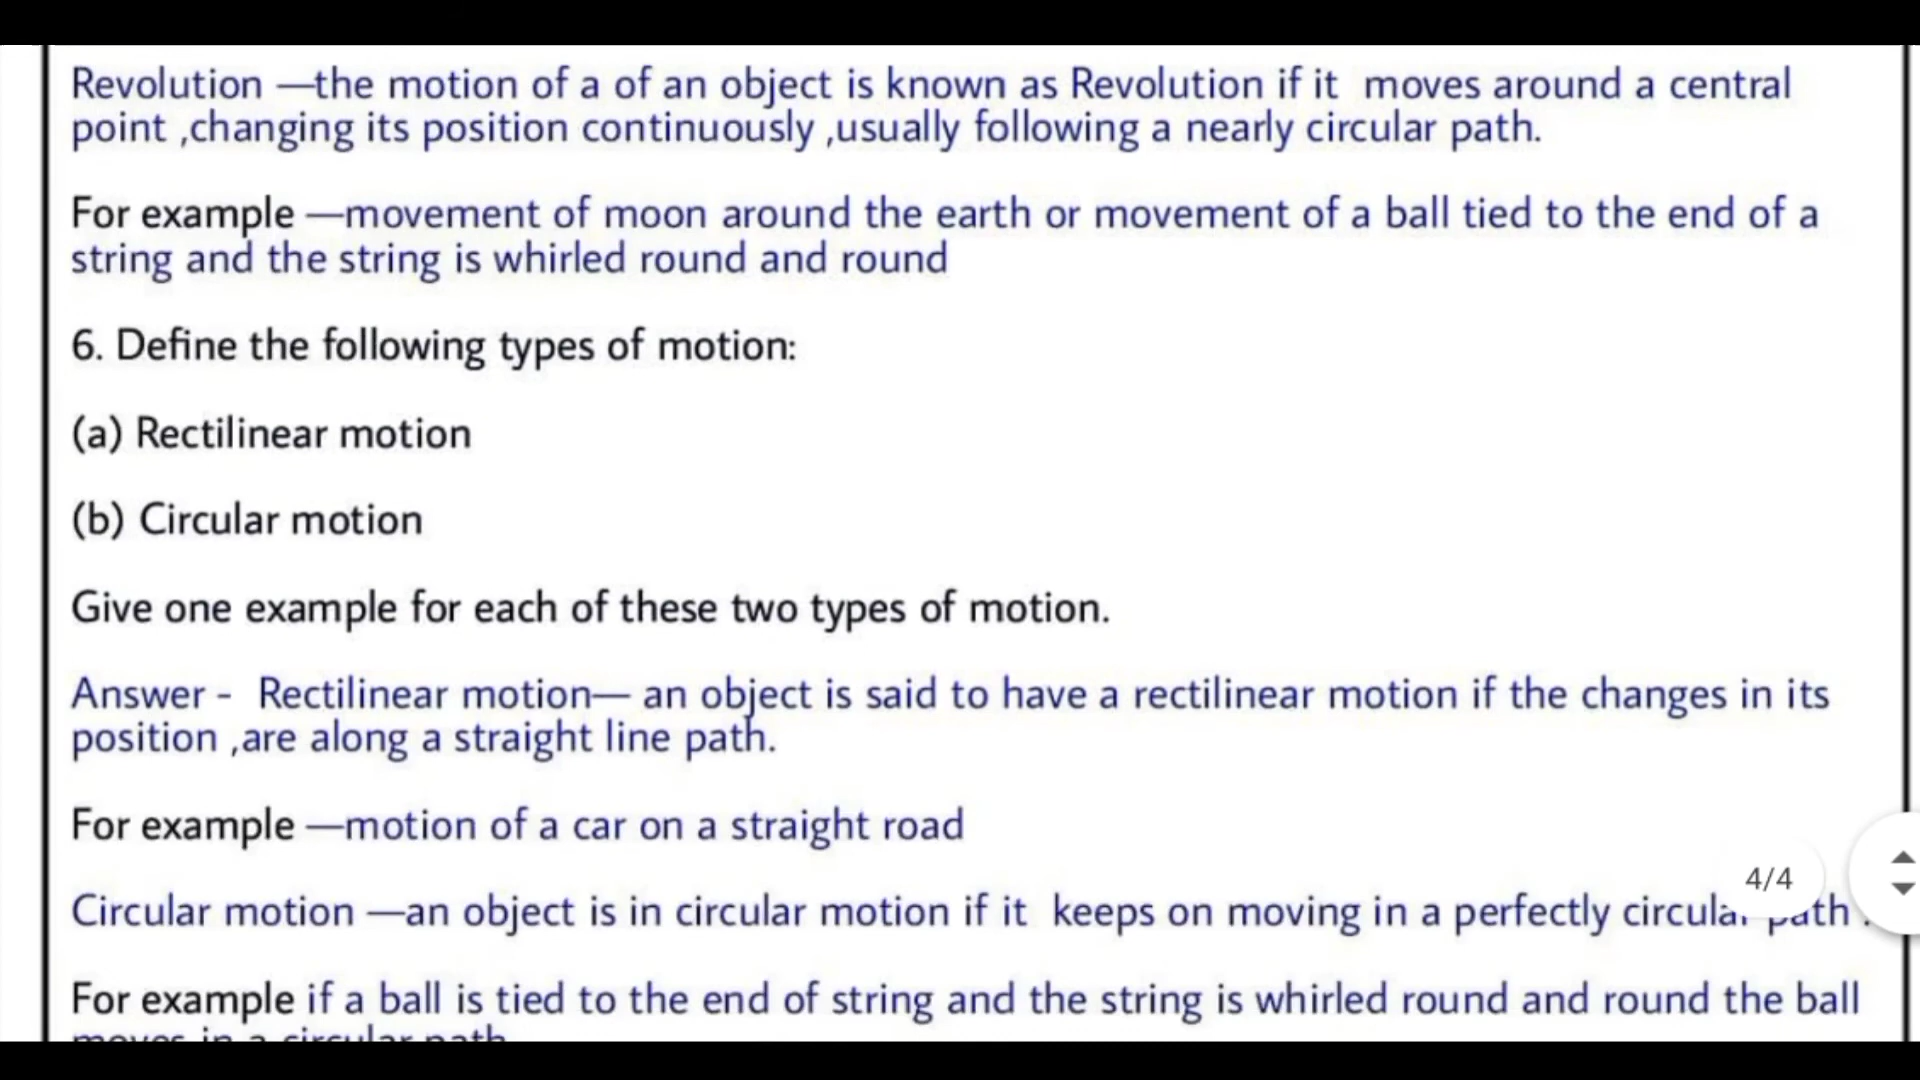 Revolution —the motion of a of an object is known as Revolution if it moves around a central
point ,changing its position continuously ,usually following a nearly circular path.
For example —movement of moon around the earth or movement of a ball tied to the end of a
string and the string is whirled round and round
6. Define the following types of motion:
(a) Rectilinear motion
(b) Circular motion
Give one example for each of these two types of motion.
Answer - Rectilinear motion— an object is said to have a rectilinear motion if the changes in its
position ,are along a straight line path.
For example —motion of a car on a straight road
4/4
Circular motion —an object is in circular motion if it keeps on moving in a perfectly circular path .
For example if a ball is tied to the end of string and the string is whirled round and round the ball
moves in a circular path